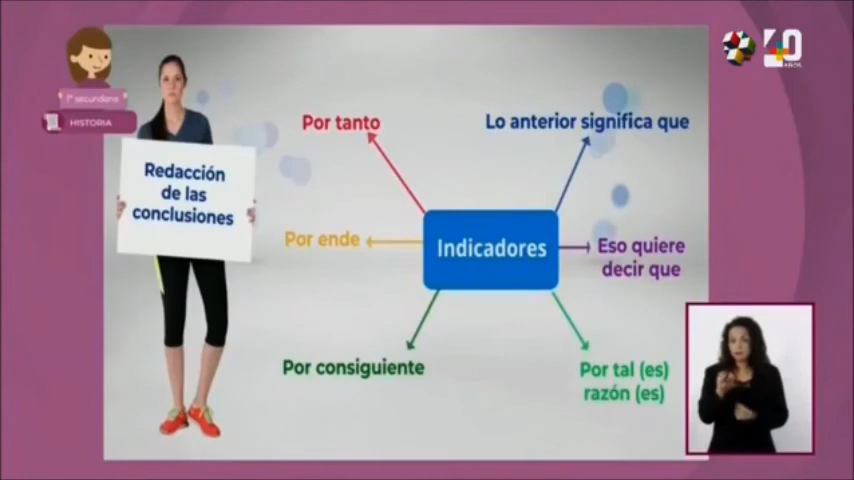 40
AÑOS
1° secundaria
HISTORIA
Redacción
de las
conclusiones
Por tanto
Lo anterior significa que
Por ende
Indicadores
Eso quiere
decir que
Por consiguiente
Por tal (es)
razón (es)